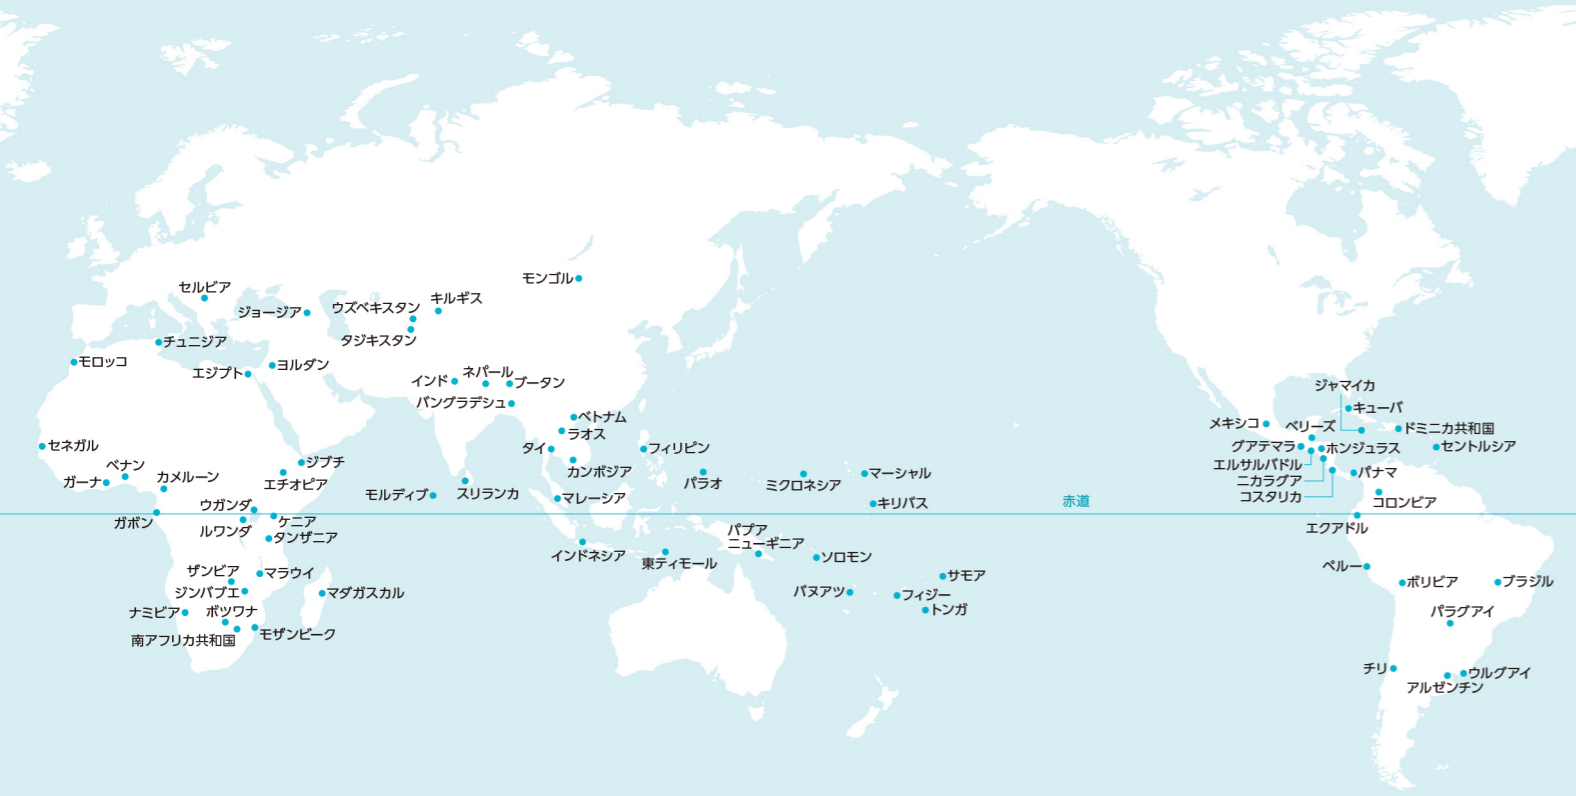 モンゴル
セルビア
ジョージア
ウズベキスタン
キルギス
タジキスタン
チュニジア
モロッコ
エジプト
ヨルダン
インド
ネパール
ブータン
バングラデシュ
ベトナム
ラオス
タイ
カンボジア
フィリピン
セネガル
ベナン
ガーナ
カメルーン
ジブチ
エチオピア
モルディブ
スリランカ
マレーシア
パラオ
ミクロネシア
マーシャル
キリバス
赤道
ウガンダ
ガボン
ルワンダ
ケニア
タンザニア
インドネシア
東ティモール
パプア
ニューギニア
ソロモン
ザンビア
マラウイ
ジンバブエ
マダガスカル
ナミビア
ボツワナ
南アフリカ共和国
モザンビーク
バヌアツ
サモア
フィジー
トンガ
ジャマイカ
キューバ
メキシコ
ベリーズ
ドミニカ共和国
グアテマラ
ホンジュラス
セントルシア
エルサルバドル
ニカラグア
コスタリカ
パナマ
コロンビア
エクアドル
ペルー
ボリビア
ブラジル
パラグアイ
チリ
ウルグアイ
アルゼンチン